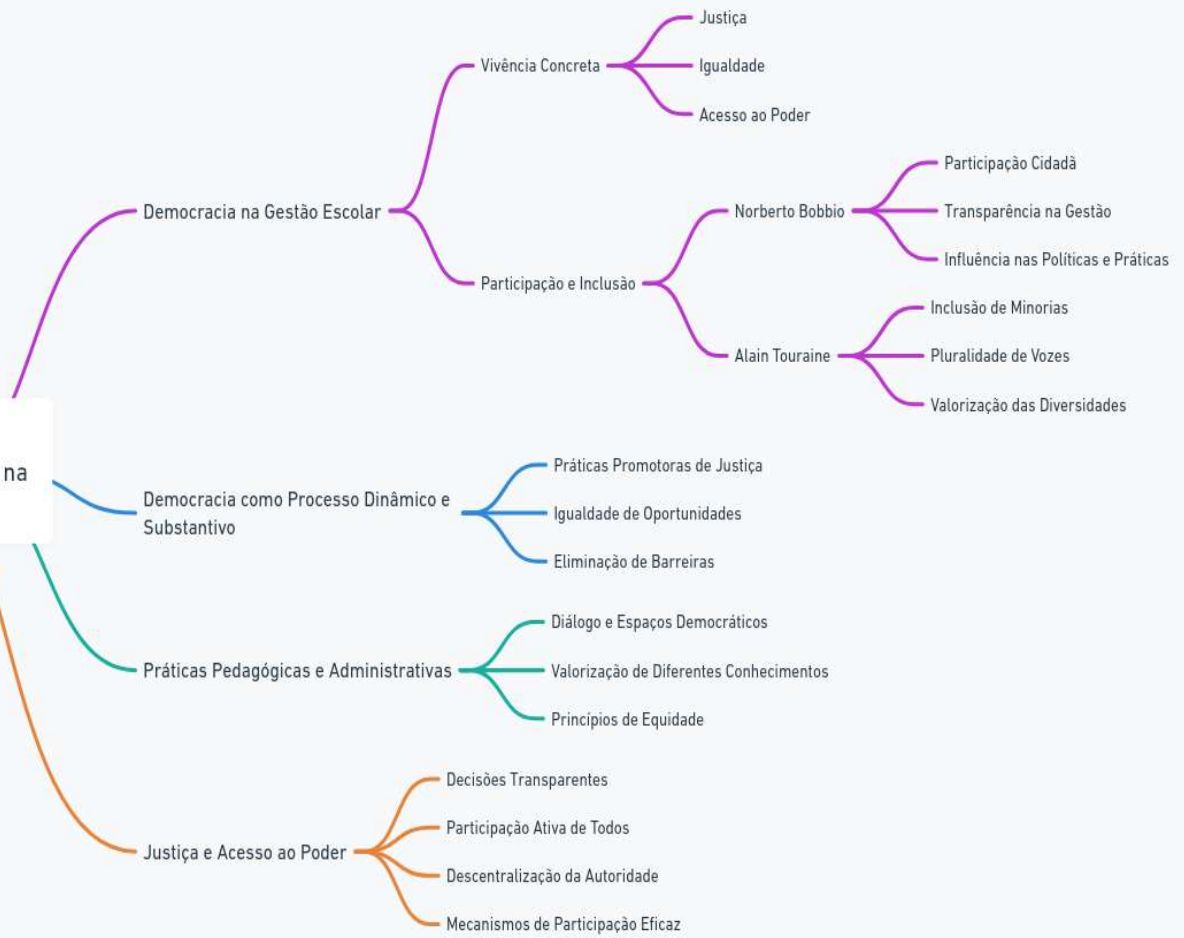 Justiça
Vivência Concreta
Igualdade
Acesso ao Poder
Participação Cidadã
Democracia na Gestão Escolar
Norberto Bobbio
Transparência na Gestão
Influência nas Políticas e Práticas
Participação e Inclusão
Inclusão de Minorias
Alain Touraine
Pluralidade de Vozes
Valorização das Diversidades
na
Práticas Promotoras de Justiça
Democracia como Processo Dinâmico e
Substantivo
Igualdade de Oportunidades
Eliminação de Barreiras
Diálogo e Espaços Democráticos
Práticas Pedagógicas e Administrativas
Valorização de Diferentes Conhecimentos
Princípios de Equidade
Decisões Transparentes
Participação Ativa de Todos
Justiça e Acesso ao Poder
Descentralização da Autoridade
Mecanismos de Participação Eficaz